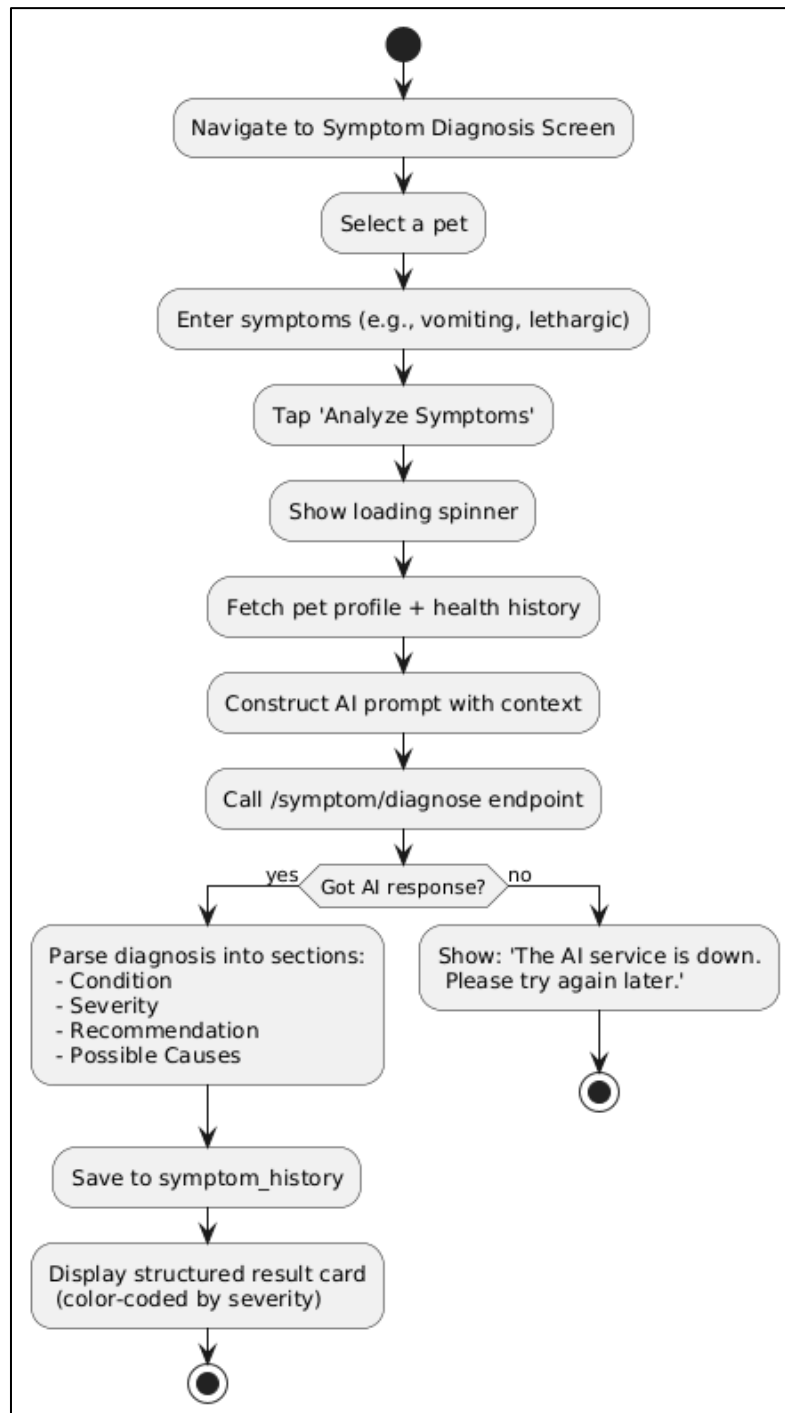 Navigate to Symptom Diagnosis Screen
Select a pet
Enter symptoms (e.g., vomiting, lethargic)
Tap 'Analyze Symptoms'
Show loading spinner
Fetch pet profile + health history
Construct AI prompt with context
Call /symptom/diagnose endpoint
yes
Got AI response?
no
Parse diagnosis into sections:
- Condition
- Severity
- Recommendation
- Possible Causes
Show: 'The AI service is down.
Please try again later.'
Save to symptom_history
Display structured result card
(color-coded by severity)